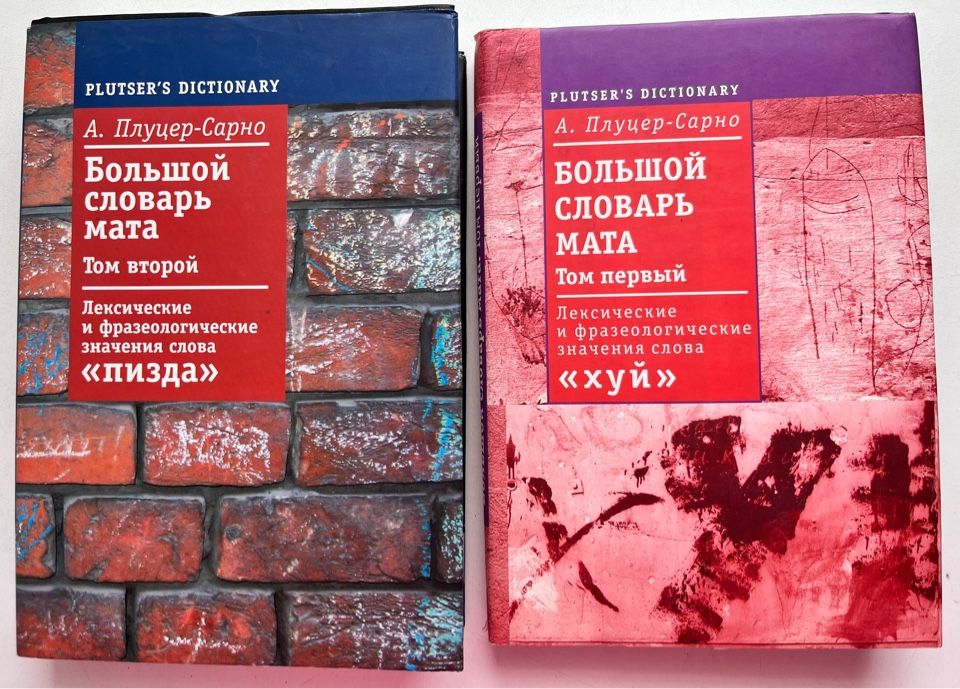 PLUTSER'S DICTIONARY
А. Плуцер-Сарно
Большой
словарь
мата
Том второй
Лексические
и фразеологические
значения слова
«пизда»
PLUTSER'S DICTIONARY
А. Плуцер-Сарно
БОЛЬШОЙ
СЛОВАРЬ
МАТА
Том первый
Лексические
и фразеологические
значения слова
«хуй»